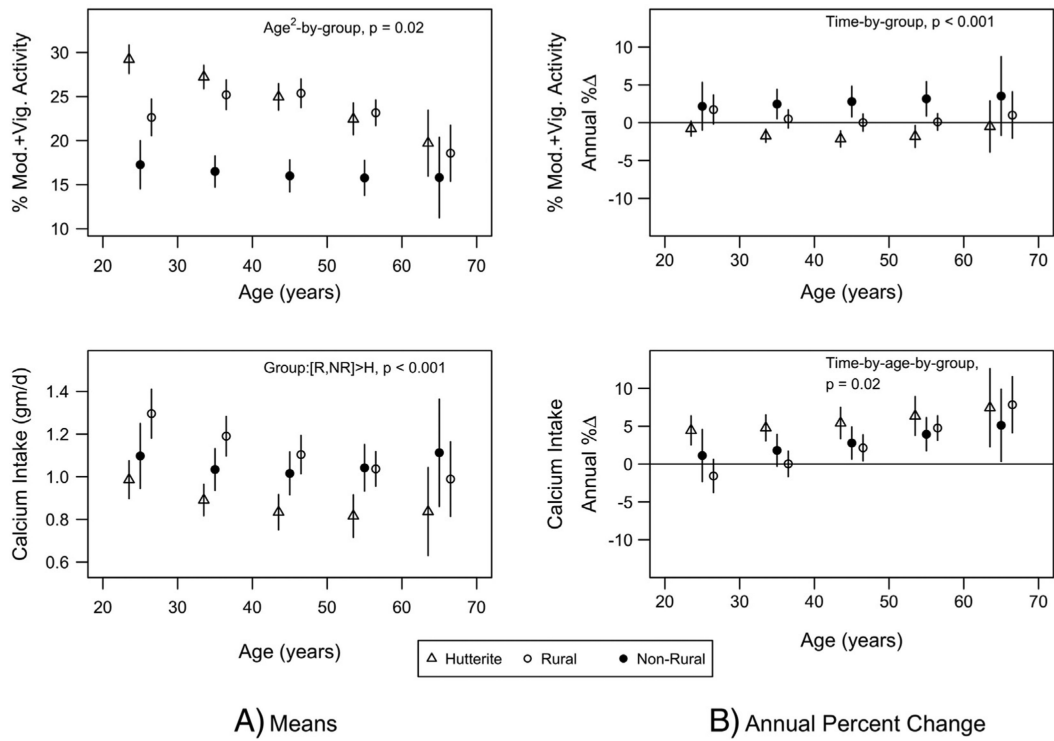 Age²-by-group, p = 0.02
% Mod.+Vig. Activity
30
25
20
15
10
20 30 40 50 60 70
Age (years)
Time-by-group, p < 0.001
% Mod.+Vig. Activity
Annual %Δ
10
5
0
-5
-10
20 30 40 50 60 70
Age (years)
Group:[R,NR]>H, p < 0.001
Calcium Intake (gm/d)
1.4
1.2
1.0
0.8
0.6
20 30 40 50 60 70
Age (years)
Time-by-age-by-group,
p = 0.02
Calcium Intake
Annual %Δ
10
5
0
-5
-10
20 30 40 50 60 70
Age (years)
Hutterite Rural Non-Rural
A) Means
B) Annual Percent Change